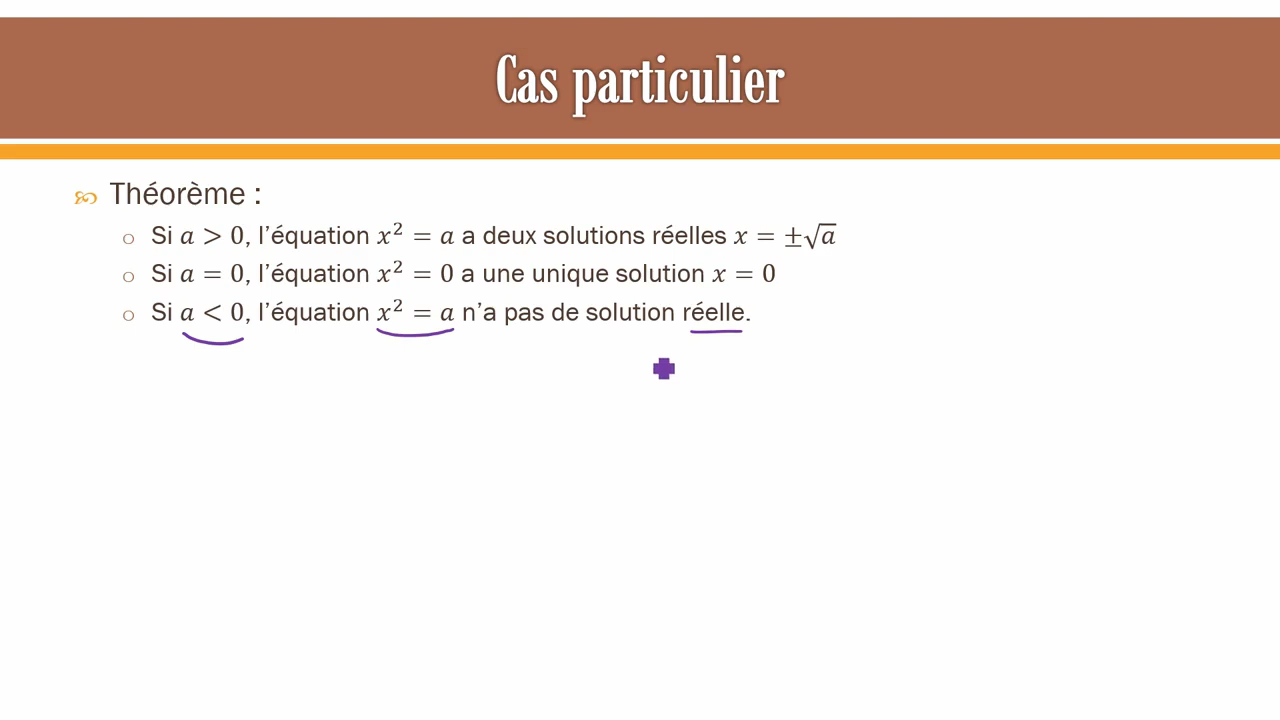 Cas particulier
Théorème :
Si a > 0, l'équation x² = a a deux solutions réelles x = ±√a
Si a = 0, l'équation x² = 0 a une unique solution x = 0
Si a < 0, l'équation x² = a n'a pas de solution réelle.